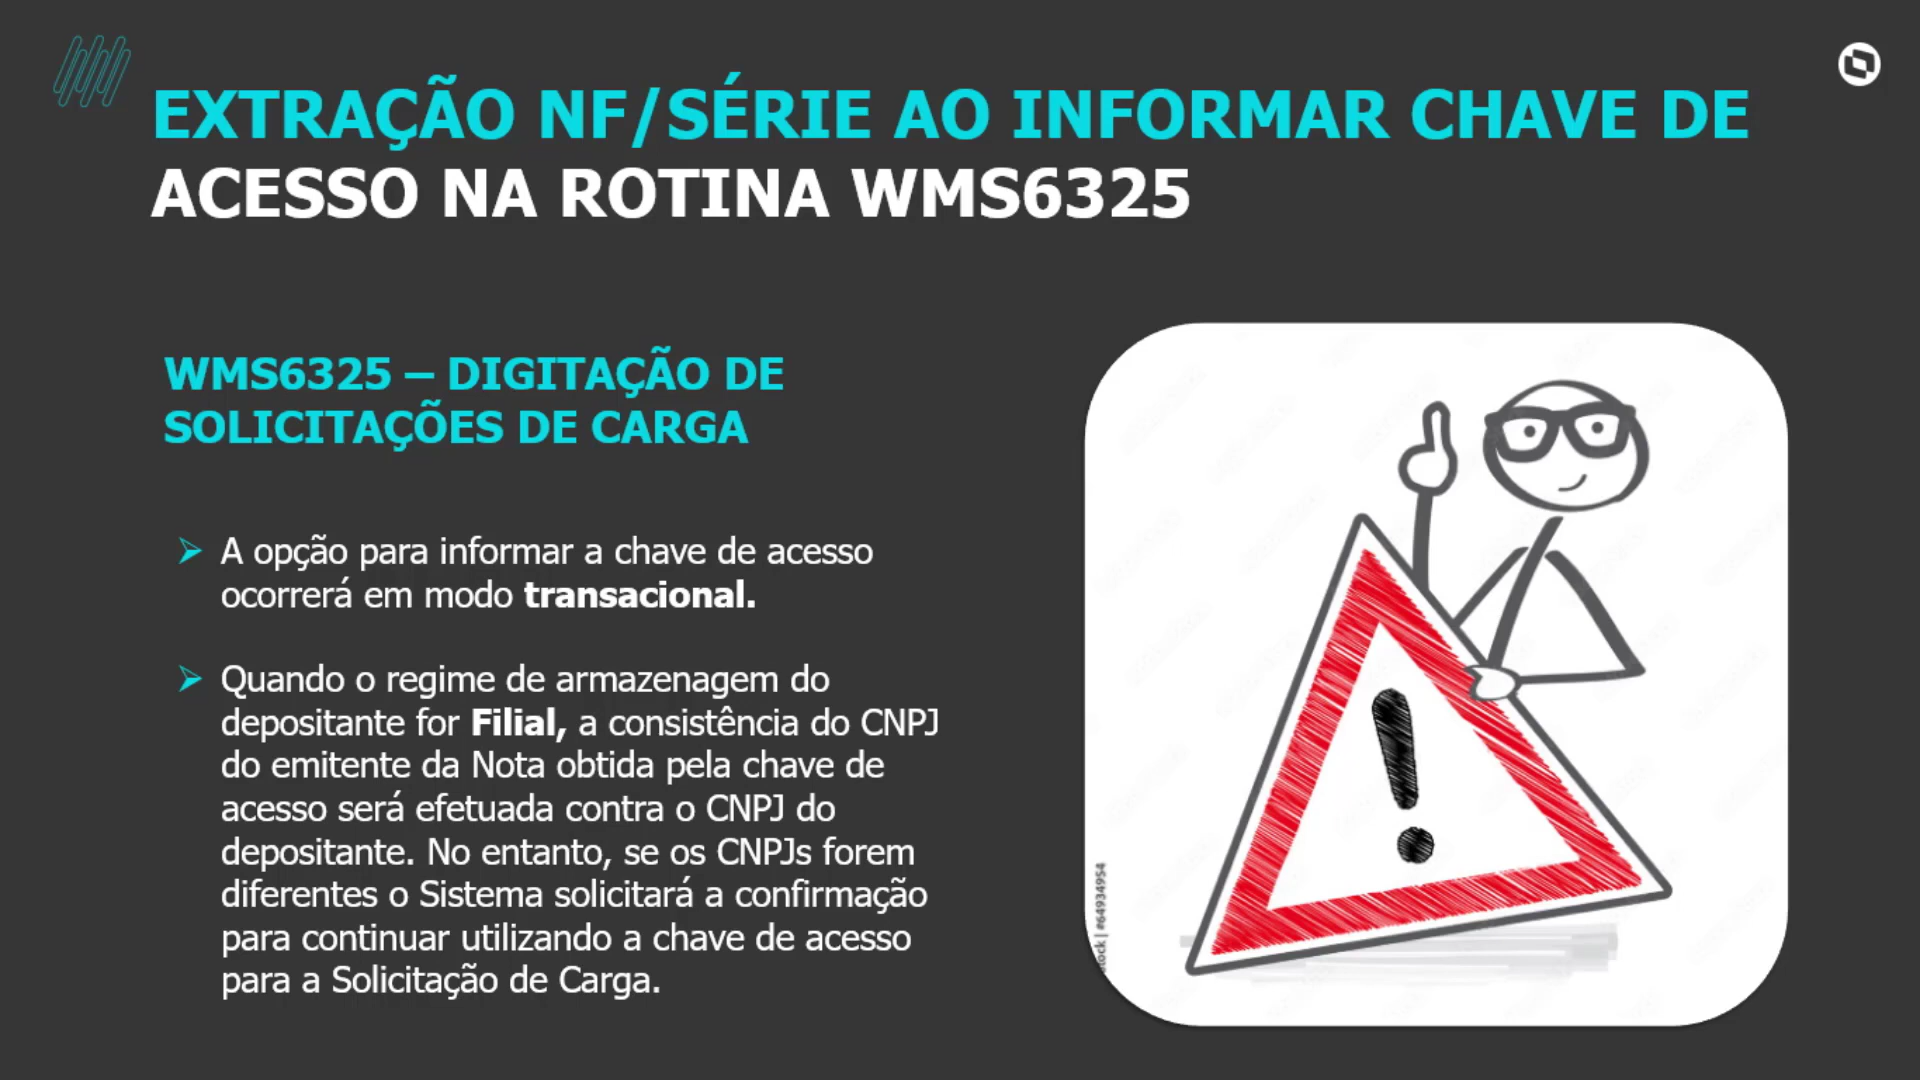 EXTRAÇÃO NF/SÉRIE AO INFORMAR CHAVE DE
ACESSO NA ROTINA WMS6325
WMS6325 – DIGITAÇÃO DE
SOLICITAÇÕES DE CARGA
A opção para informar a chave de acesso
ocorrerá em modo transacional.
Quando o regime de armazenagem do
depositante for Filial, a consistência do CNPJ
do emitente da Nota obtida pela chave de
acesso será efetuada contra o CNPJ do
depositante. No entanto, se os CNPJs forem
diferentes o Sistema solicitará a confirmação
para continuar utilizando a chave de acesso
para a Solicitação de Carga.
tock | #64934954